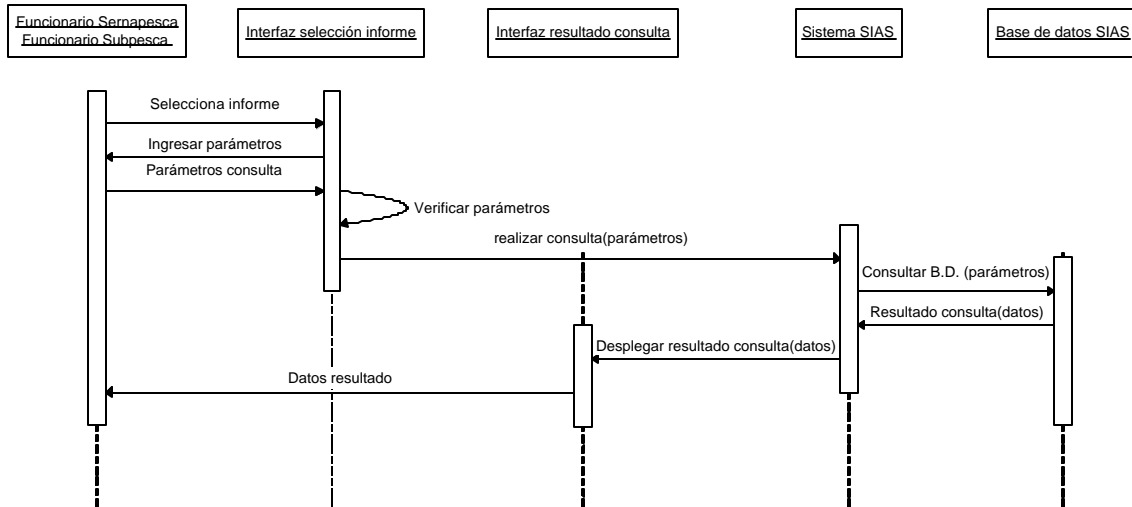 Funcionario Sernapesca
Funcionario Subpesca
Interfaz selección informe
Interfaz resultado consulta
Sistema SIAS
Base de datos SIAS
Selecciona informe
Ingresar parámetros
Parámetros consulta
Verificar parámetros
realizar consulta(parámetros)
Consultar B.D. (parámetros)
Resultado consulta(datos)
Desplegar resultado consulta(datos)
Datos resultado